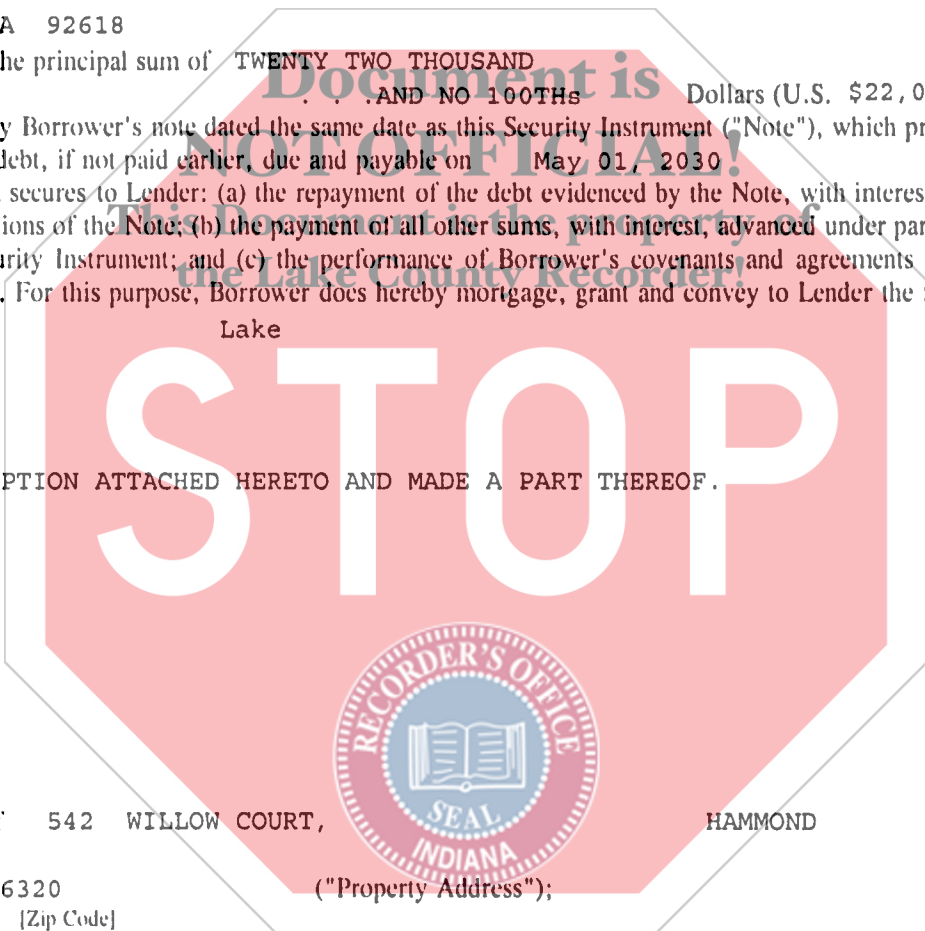 A 92618
he principal sum of TWENTY TWO THOUSAND
Document is
. . .AND NO 100THs Dollars (U.S. $22,0
y Borrower's note dated the same date as this Security Instrument ("Note"), which pr
NOT OFFICIAL!
debt, if not paid earlier, due and payable on May 01, 2030
secures to Lender: (a) the repayment of the debt evidenced by the Note, with interes
This Document is the property of
ions of the Note; (b) the payment of all other sums, with interest, advanced under par
urity Instrument; and (c) the performance of Borrower's covenants and agreements
the Lake County Recorder!
. For this purpose, Borrower does hereby mortgage, grant and convey to Lender the
Lake
STOP
PTION ATTACHED HERETO AND MADE A PART THEREOF.
RECORDER'S OFFICE
SEAL
INDIANA
542 WILLOW COURT, HAMMOND
6320 ("Property Address");
[Zip Code]